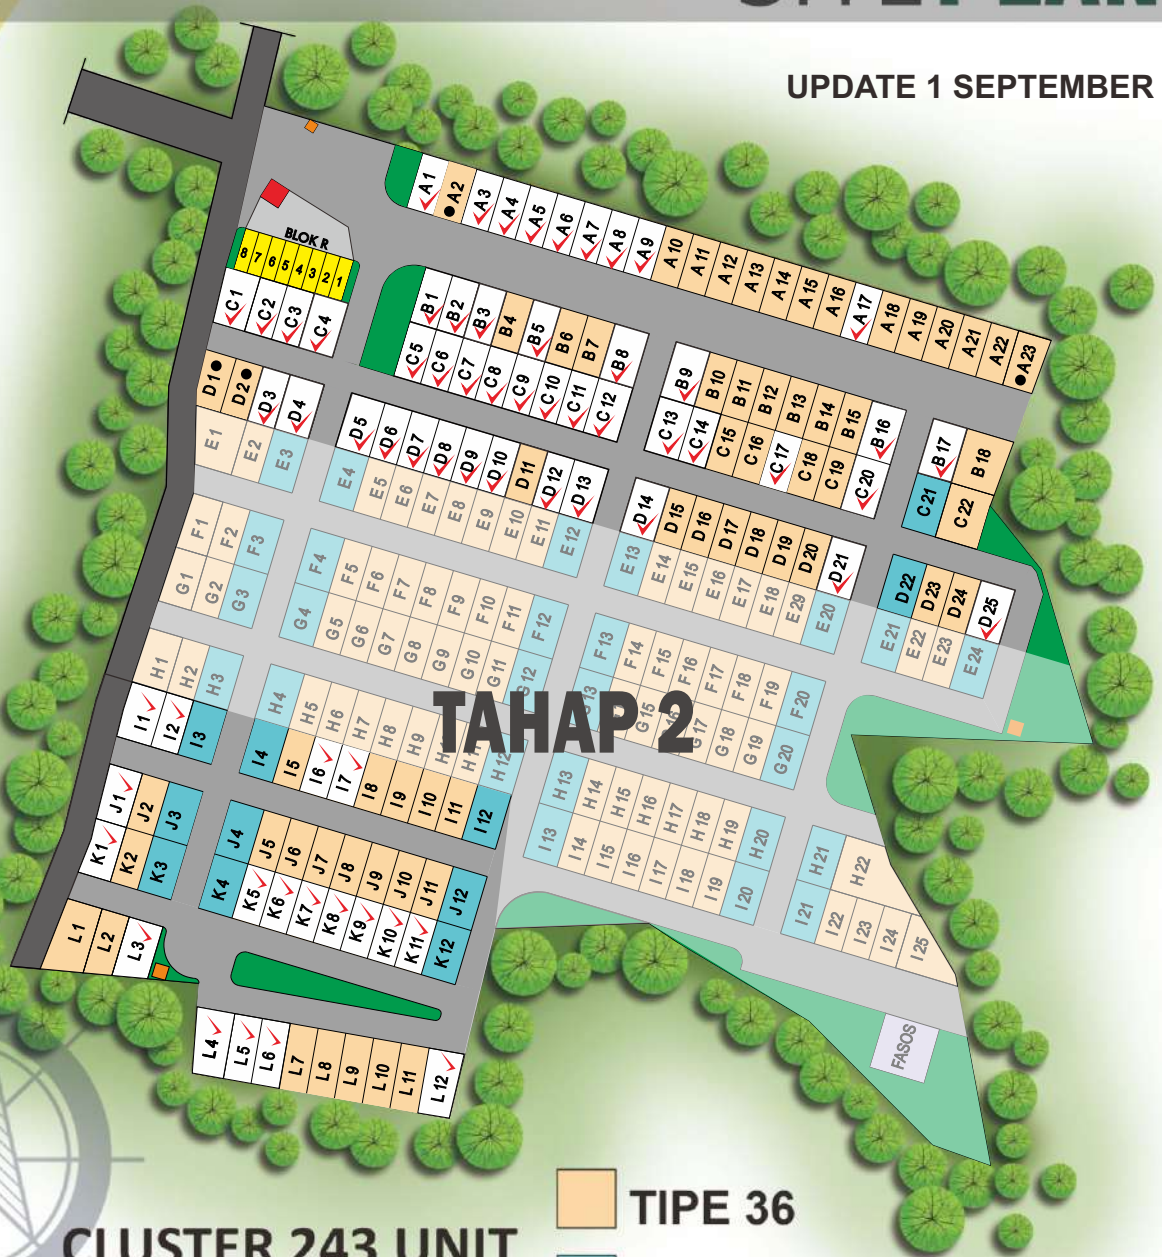 SITE PLAN
UPDATE 1 SEPTEMBER
A1 A2 A3 A4 A5 A6 A7 A8 A9 A10 A11 A12 A13 A14 A15 A16 A17 A18 A19 A20 A21 A22 A23
BLOK R
8 7 6 5 4 3 2 1
C1 C2 C3 C4
B1 B2 B3 B4 B5 B6 B7 B8
C5 C6 C7 C8 C9 C10 C11 C12
B9 B10 B11 B12 B13 B14 B15 B16
C13 C14 C15 C16 C17 C18 C19 C20
B17 B18
C21 C22
D1 D2 D3 D4
E1 E2 E3
D5 D6 D7 D8 D9 D10 D11 D12 D13
E4 E5 E6 E7 E8 E9 E10 E11 E12
D14 D15 D16 D17 D18 D19 D20 D21
E13 E14 E15 E16 E17 E18 E29 E20
D22 D23 D24 D25
E21 E22 E23 E24
F1 F2 F3
G1 G2 G3
F4 F5 F6 F7 F8 F9 F10 F11 F12
G4 G5 G6 G7 G8 G9 G10 G11 G12
F13 F14 F15 F16 F17 F18 F19 F20
G13 G15 G17 G18 G19 G20
TAHAP 2
H1 H2 H3
I1 I2 I3
H4 H5 H6 H7 H8 H9 H11 H12
I4 I5 I6 I7 I8 I9 I10 I11 I12
H13 H14 H15 H16 H17 H18 H19 H20
I13 I14 I15 I16 I17 I18 I19 I20
H21 H22
I21 I22 I23 I24 I25
J1 J2 J3
K1 K2 K3
J4 J5 J6 J7 J8 J9 J10 J11 J12
K4 K5 K6 K7 K8 K9 K10 K11 K12
L1 L2 L3
L4 L5 L6 L7 L8 L9 L10 L11 L12
FASOS
TIPE 36
CLUSTER 243 UNIT